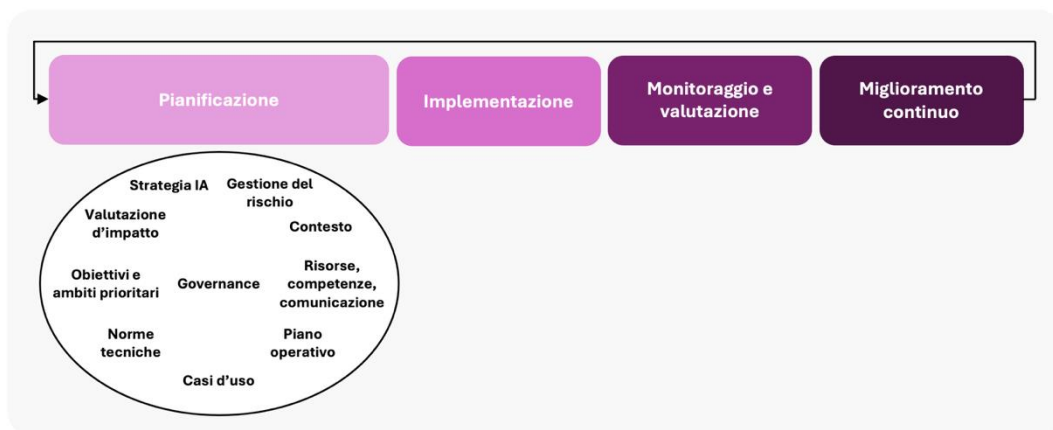 Pianificazione
Implementazione
Monitoraggio e
valutazione
Miglioramento
continuo
Strategia IA
Gestione del
rischio
Valutazione
d’impatto
Contesto
Obiettivi e
ambiti prioritari
Governance
Risorse,
competenze,
comunicazione
Norme
tecniche
Piano
operativo
Casi d’uso